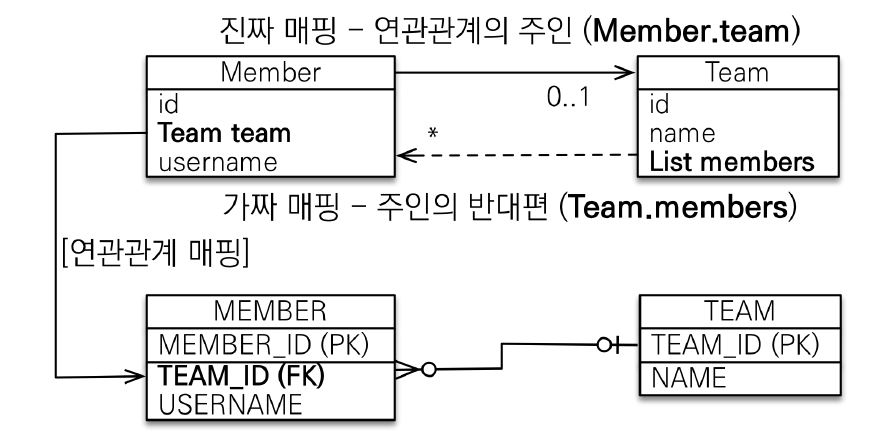 진짜 매핑 - 연관관계의 주인 (Member.team)
Member
id
Team team
username
0..1
*
Team
id
name
List members
가짜 매핑 - 주인의 반대편 (Team.members)
[연관관계 매핑]
MEMBER
MEMBER_ID (PK)
TEAM_ID (FK)
USERNAME
TEAM
TEAM_ID (PK)
NAME